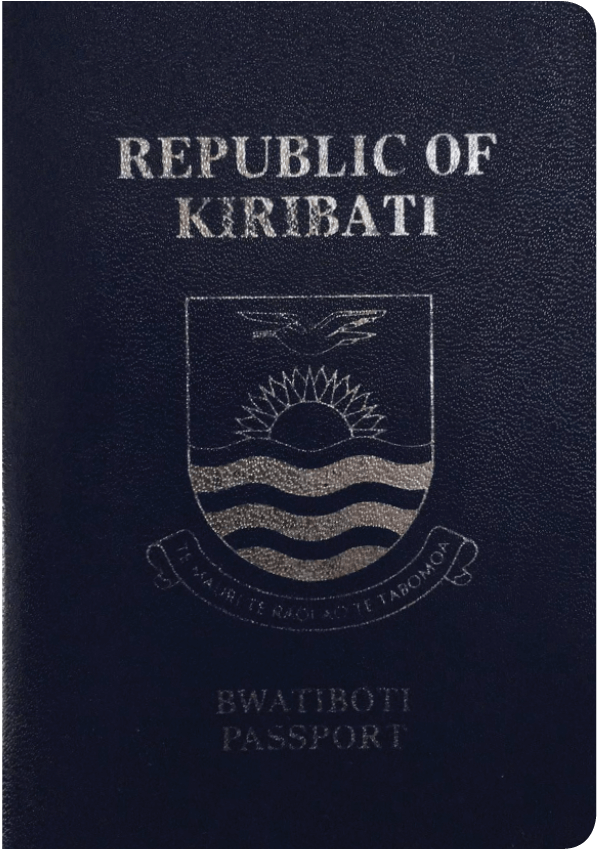 REPUBLIC OF
KIRIBATI
TE MAURI TE RAOI AO TE TABOMOA
BWATIBOTI
PASSPORT